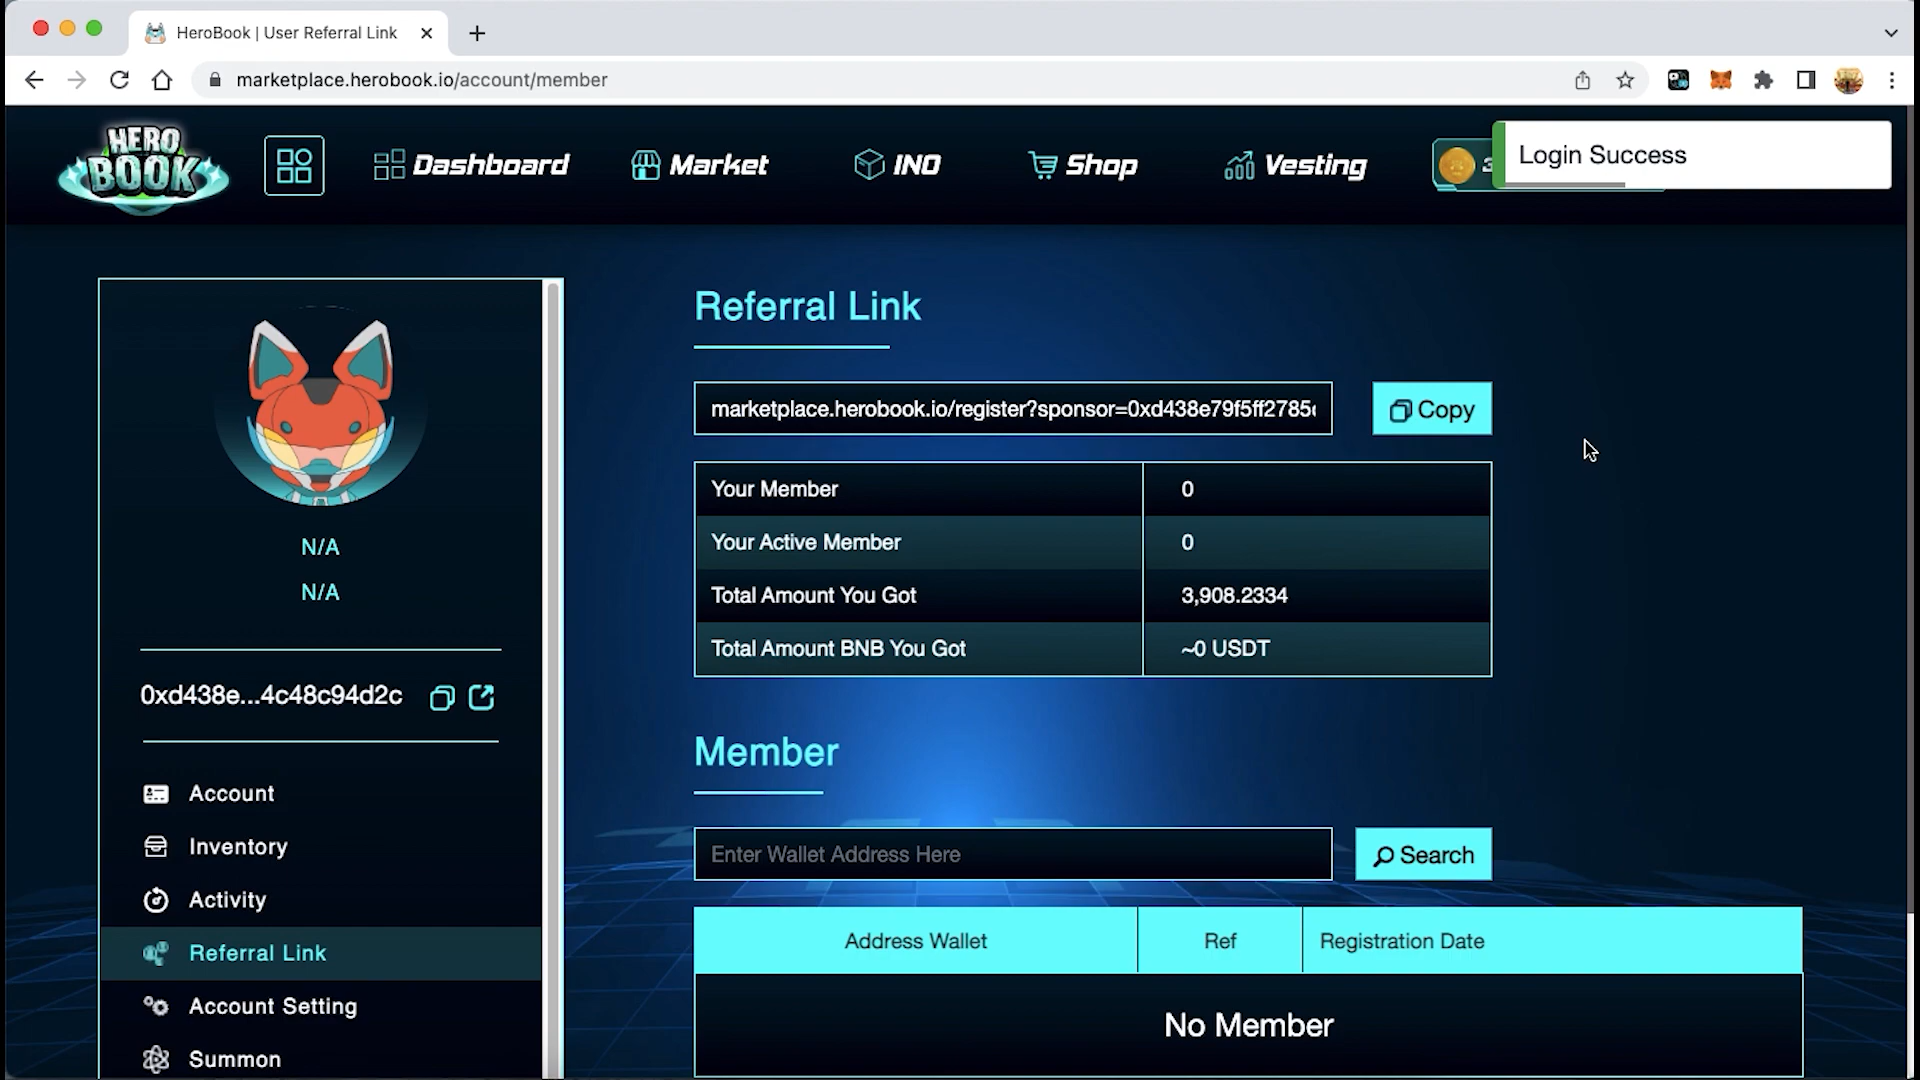 HeroBook | User Referral Link
marketplace.herobook.io/account/member
HERO
BOOK
Dashboard
Market
INO
Shop
Vesting
Login Success
N/A
N/A
0xd438e...4c48c94d2c
Account
Inventory
Activity
Referral Link
Account Setting
Summon
Referral Link
marketplace.herobook.io/register?sponsor=0xd438e79f5ff2785
Copy
Your Member 0
Your Active Member 0
Total Amount You Got 3,908.2334
Total Amount BNB You Got ~0 USDT
Member
Enter Wallet Address Here
Search
Address Wallet Ref Registration Date
No Member